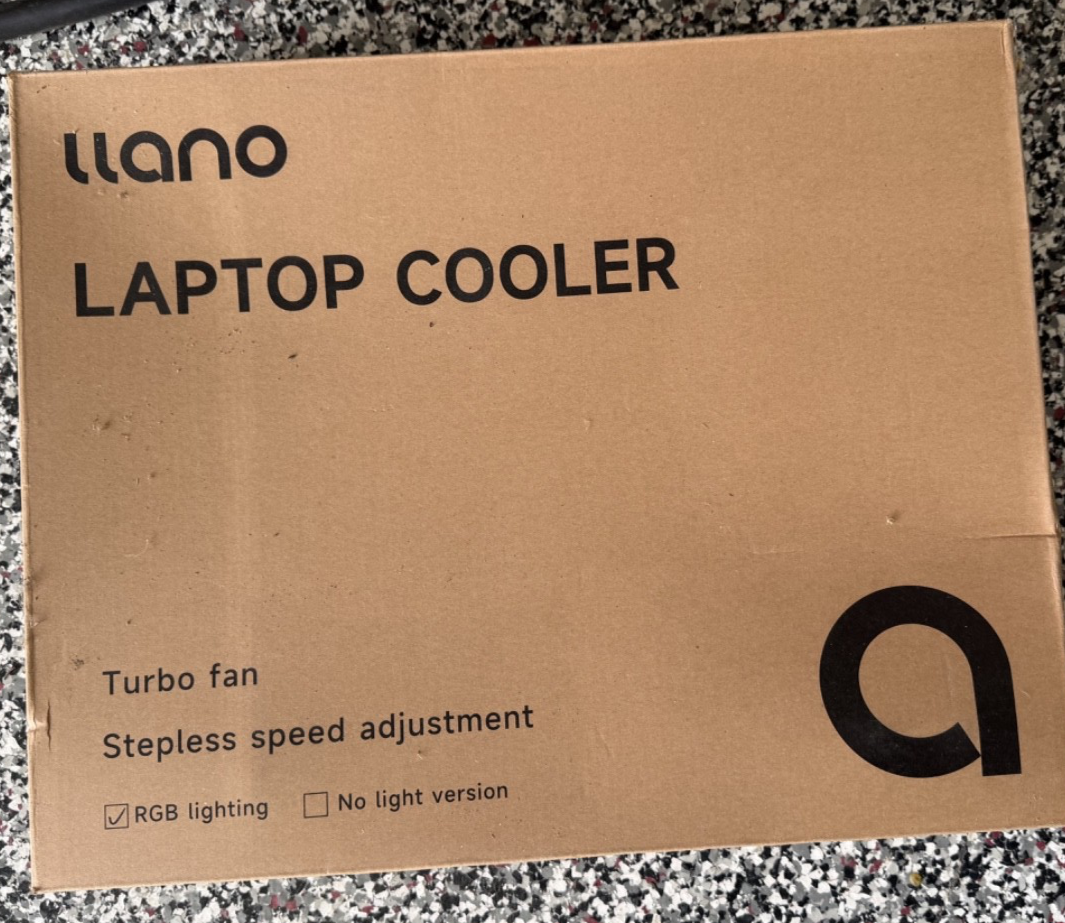 llano
LAPTOP COOLER
Turbo fan
Stepless speed adjustment
☑ RGB lighting ☐ No light version
a